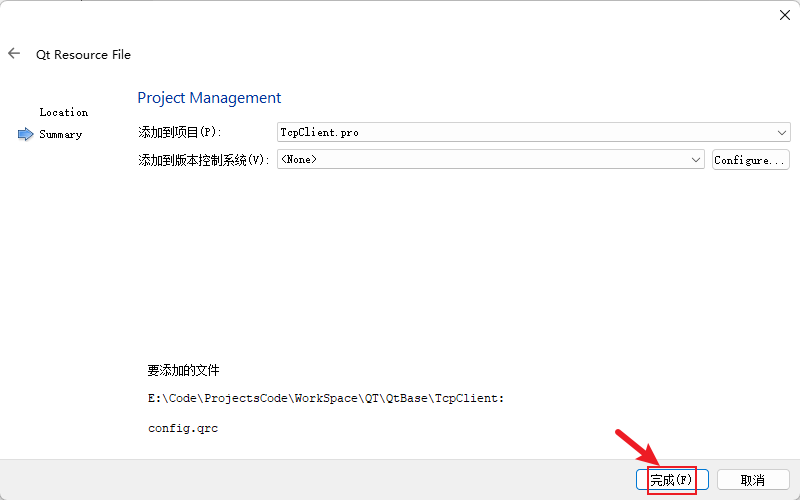 Qt Resource File
Project Management
Location
Summary
添加到项目(P):
TcpClient.pro
添加到版本控制系统(V):
<None>
Configure...
要添加的文件
E:\Code\ProjectsCode\WorkSpace\QT\QtBase\TcpClient:
config.qrc
完成(F)
取消